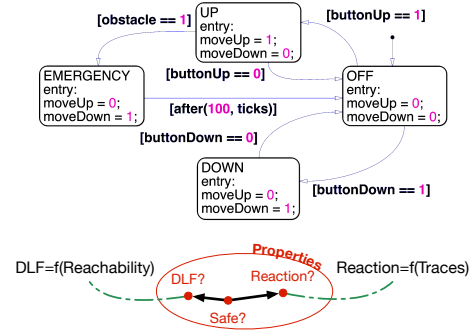 [obstacle == 1]
UP
entry:
moveUp = 1;
moveDown = 0;
[buttonUp == 1]
[buttonUp == 0]
EMERGENCY
entry:
moveUp = 0;
moveDown = 1;
OFF
entry:
moveUp = 0;
moveDown = 0;
[after(100, ticks)]
[buttonDown == 0]
DOWN
entry:
moveUp = 0;
moveDown = 1;
[buttonDown == 1]
Properties
DLF=f(Reachability)
DLF?
Reaction?
Reaction=f(Traces)
Safe?